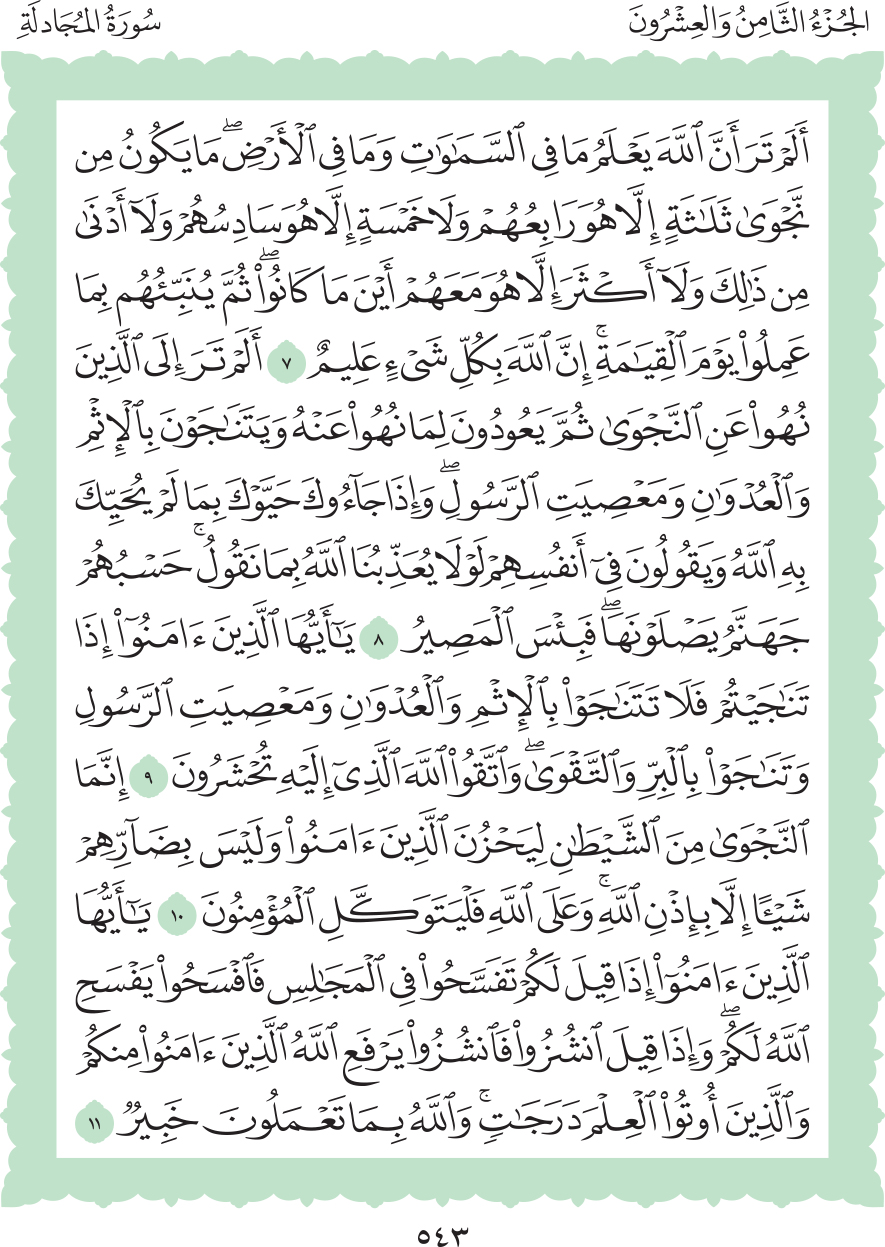 الجُزْءُ الثَّامِنُ وَالعِشْرُونَ
سُورَةُ المُجَادلَةِ
أَلَمْ تَرَ أَنَّ ٱللَّهَ يَعْلَمُ مَا فِي ٱلسَّمَٰوَٰتِ وَمَا فِي ٱلْأَرْضِۖ مَا يَكُونُ مِن
نَّجْوَىٰ ثَلَٰثَةٍ إِلَّا هُوَ رَابِعُهُمْ وَلَا خَمْسَةٍ إِلَّا هُوَ سَادِسُهُمْ وَلَآ أَدْنَىٰ
مِن ذَٰلِكَ وَلَآ أَكْثَرَ إِلَّا هُوَ مَعَهُمْ أَيْنَ مَا كَانُوا۟ۖ ثُمَّ يُنَبِّئُهُم بِمَا
عَمِلُوا۟ يَوْمَ ٱلْقِيَٰمَةِۚ إِنَّ ٱللَّهَ بِكُلِّ شَىْءٍ عَلِيمٌ ٧ أَلَمْ تَرَ إِلَى ٱلَّذِينَ
نُهُوا۟ عَنِ ٱلنَّجْوَىٰ ثُمَّ يَعُودُونَ لِمَا نُهُوا۟ عَنْهُ وَيَتَنَٰجَوْنَ بِٱلْإِثْمِ
وَٱلْعُدْوَٰنِ وَمَعْصِيَتِ ٱلرَّسُولِۖ وَإِذَا جَآءُوكَ حَيَّوْكَ بِمَا لَمْ يُحَيِّكَ
بِهِ ٱللَّهُ وَيَقُولُونَ فِىٓ أَنفُسِهِمْ لَوْلَا يُعَذِّبُنَا ٱللَّهُ بِمَا نَقُولُۚ حَسْبُهُمْ
جَهَنَّمُ يَصْلَوْنَهَاۖ فَبِئْسَ ٱلْمَصِيرُ ٨ يَٰٓأَيُّهَا ٱلَّذِينَ ءَامَنُوٓا۟ إِذَا
تَنَٰجَيْتُمْ فَلَا تَتَنَٰجَوْا۟ بِٱلْإِثْمِ وَٱلْعُدْوَٰنِ وَمَعْصِيَتِ ٱلرَّسُولِ
وَتَنَٰجَوْا۟ بِٱلْبِرِّ وَٱلتَّقْوَىٰۖ وَٱتَّقُوا۟ ٱللَّهَ ٱلَّذِىٓ إِلَيْهِ تُحْشَرُونَ ٩ إِنَّمَا
ٱلنَّجْوَىٰ مِنَ ٱلشَّيْطَٰنِ لِيَحْزُنَ ٱلَّذِينَ ءَامَنُوا۟ وَلَيْسَ بِضَآرِّهِمْ
شَيْـًٔا إِلَّا بِإِذْنِ ٱللَّهِۚ وَعَلَى ٱللَّهِ فَلْيَتَوَكَّلِ ٱلْمُؤْمِنُونَ ١٠ يَٰٓأَيُّهَا
ٱلَّذِينَ ءَامَنُوٓا۟ إِذَا قِيلَ لَكُمْ تَفَسَّحُوا۟ فِى ٱلْمَجَٰلِسِ فَٱفْسَحُوا۟ يَفْسَحِ
ٱللَّهُ لَكُمْۖ وَإِذَا قِيلَ ٱنشُزُوا۟ فَٱنشُزُوا۟ يَرْفَعِ ٱللَّهُ ٱلَّذِينَ ءَامَنُوا۟ مِنكُمْ
وَٱلَّذِينَ أُوتُوا۟ ٱلْعِلْمَ دَرَجَٰتٍۚ وَٱللَّهُ بِمَا تَعْمَلُونَ خَبِيرٌ ١١
٥٤٣